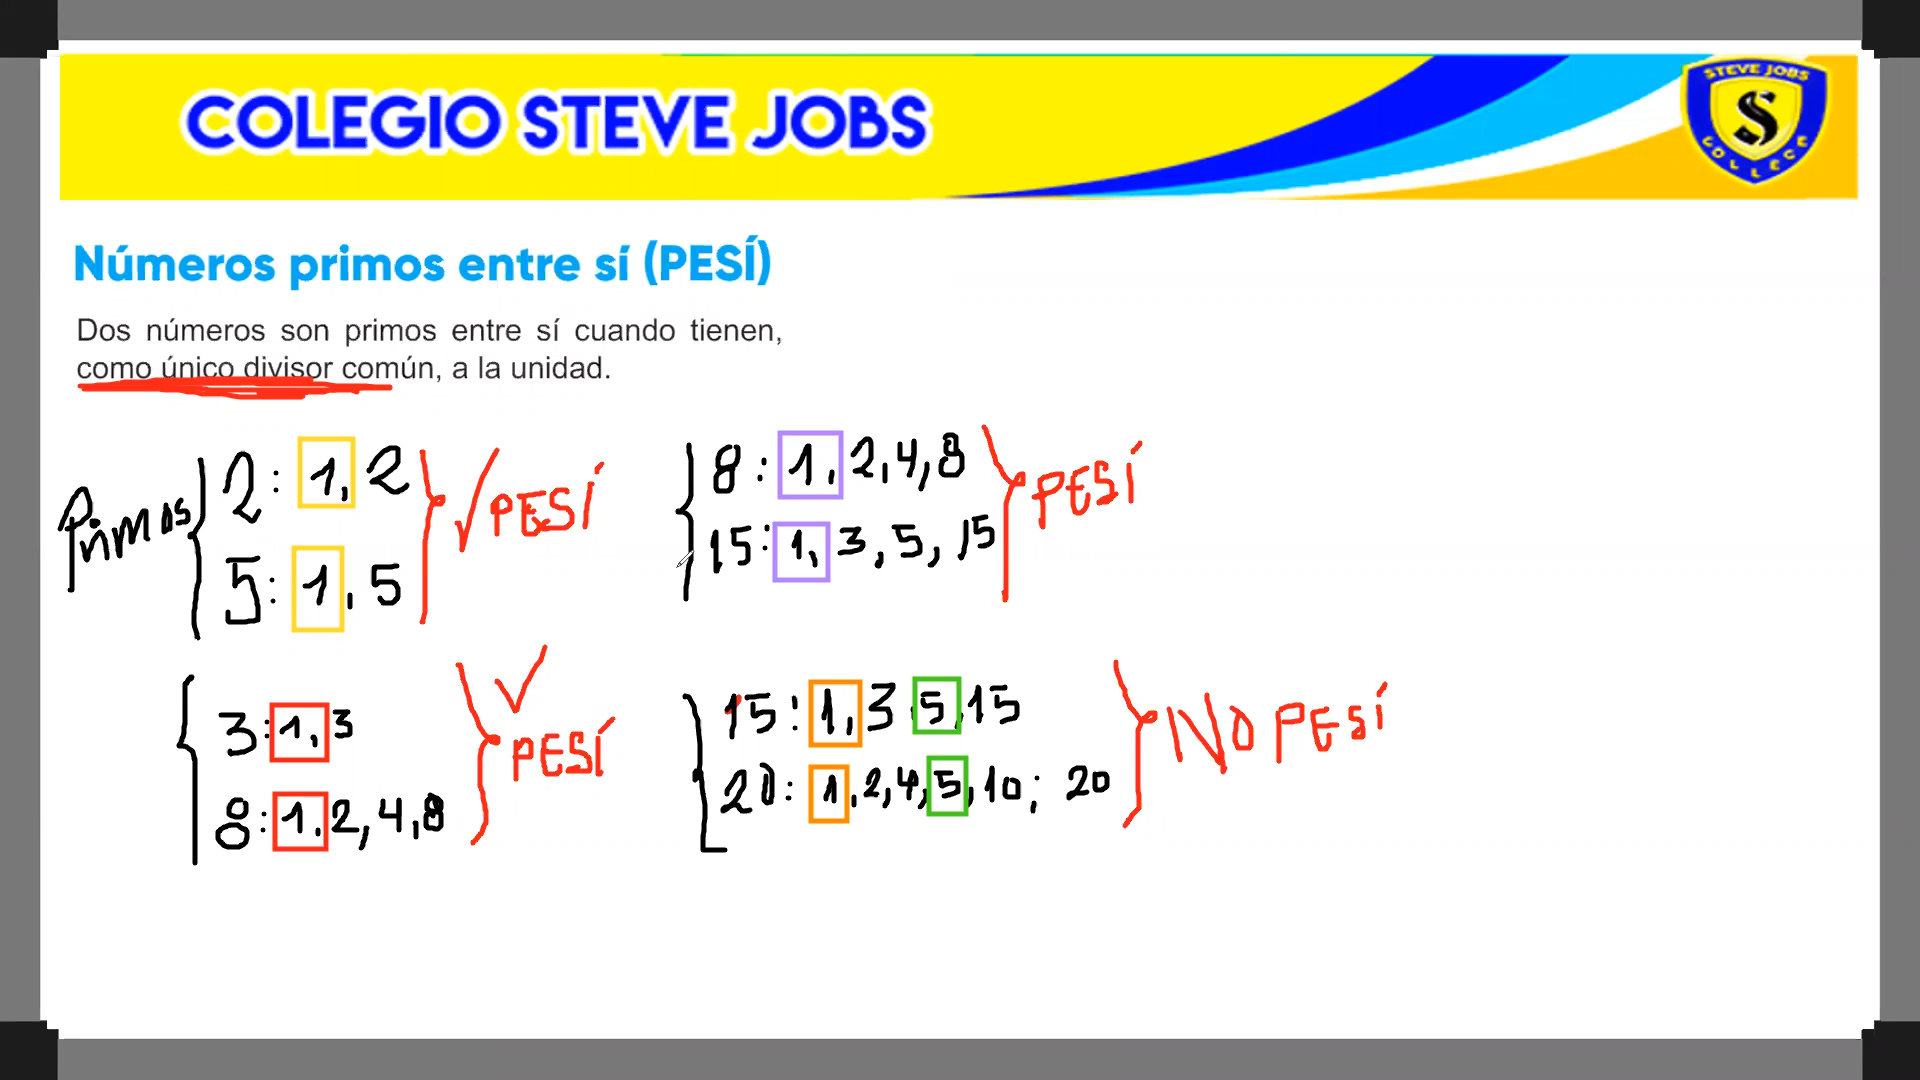 COLEGIO STEVE JOBS
STEVE JOBS
S
COLLEGE
Números primos entre sí (PESÍ)
Dos números son primos entre sí cuando tienen,
como único divisor común, a la unidad.
Primos
2: 1, 2
5: 1, 5
PESÍ
8: 1, 2, 4, 8
15: 1, 3, 5, 15
PESÍ
3: 1, 3
8: 1, 2, 4, 8
PESÍ
15: 1, 3 5, 15
20: 1, 2, 4, 5, 10; 20
NO PESÍ